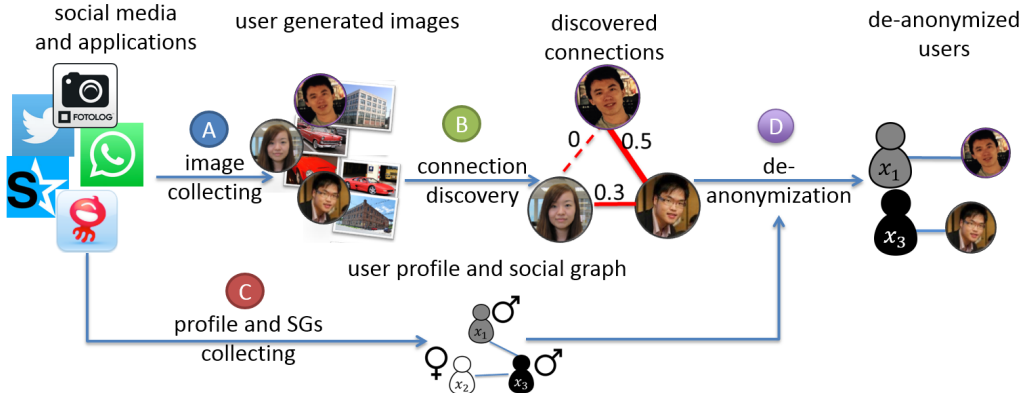 social media
and applications
user generated images
discovered
connections
de-anonymized
users
FOTOLOG
S
A
image
collecting
B
connection
discovery
0
0.5
0.3
D
de-
anonymization
x₁
x₃
user profile and social graph
C
profile and SGs
collecting
♂
x₁
♀
♂
x₂
x₃